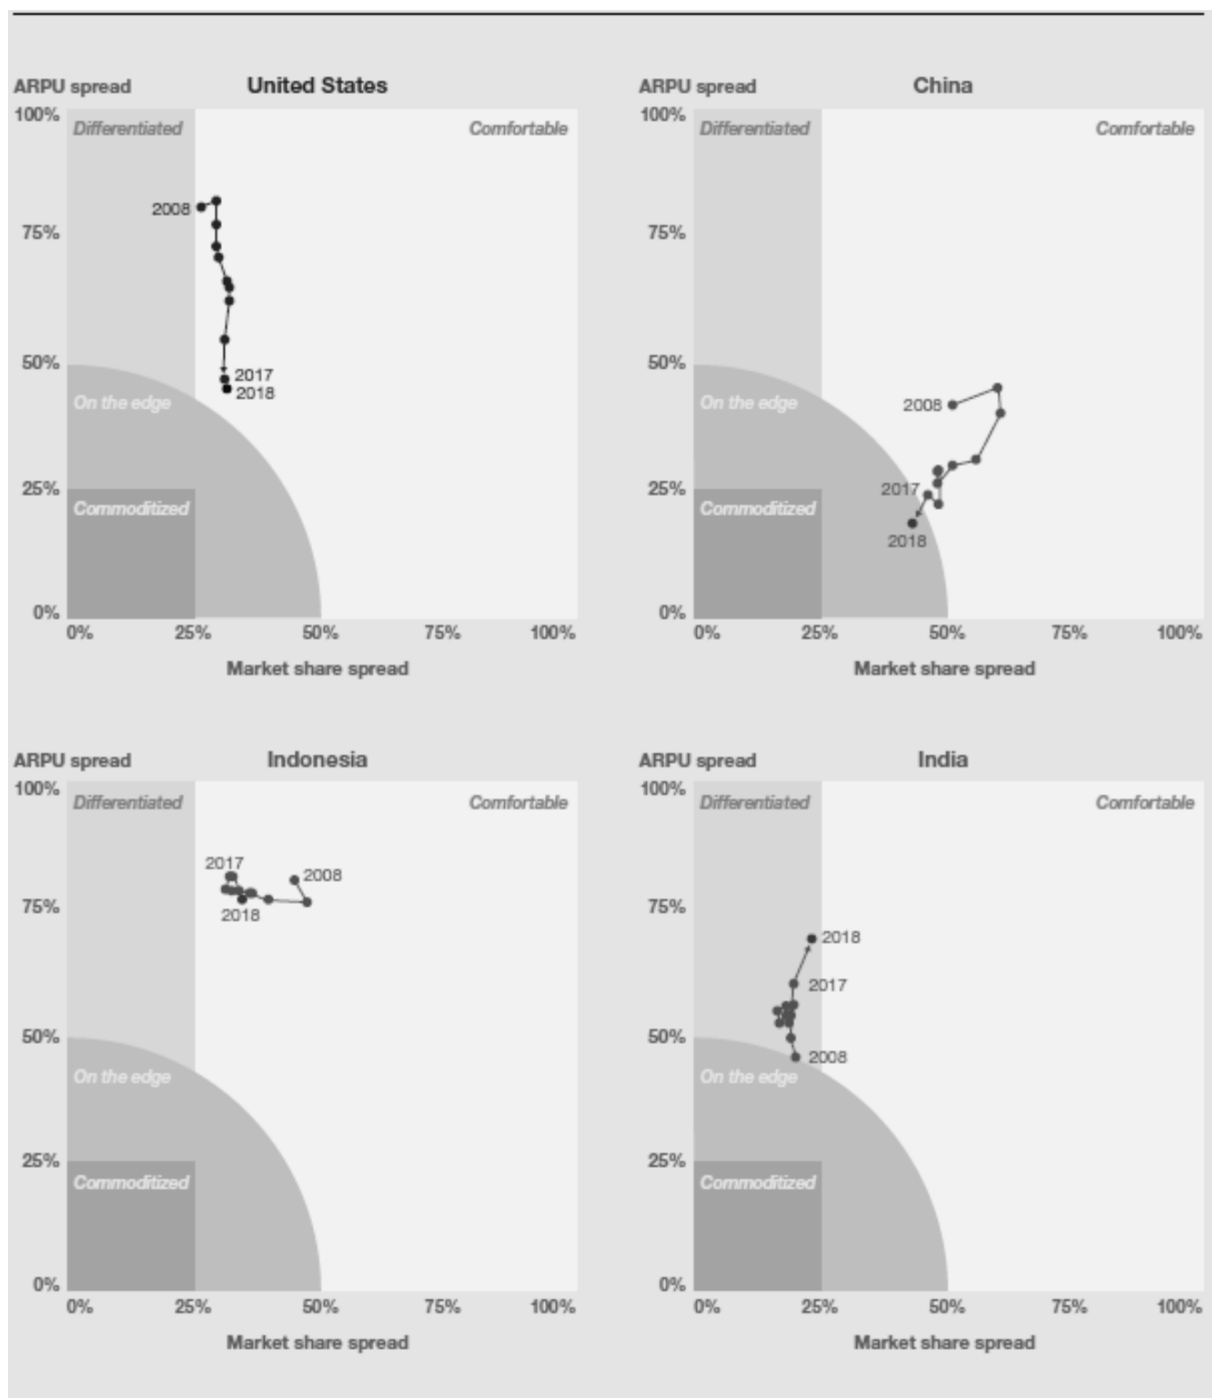 ARPU spread
United States
100%
Differentiated
Comfortable
2008
75%
50%
2017
2018
On the edge
25%
Commoditized
0%
0%
25%
50%
75%
100%
Market share spread
ARPU spread
China
100%
Differentiated
Comfortable
75%
50%
On the edge
2008
25%
2017
Commoditized
2018
0%
0%
25%
50%
75%
100%
Market share spread
ARPU spread
Indonesia
100%
Differentiated
Comfortable
2017
2008
75%
2018
50%
On the edge
25%
Commoditized
0%
0%
25%
50%
75%
100%
Market share spread
ARPU spread
India
100%
Differentiated
Comfortable
75%
2018
2017
50%
2008
On the edge
25%
Commoditized
0%
0%
25%
50%
75%
100%
Market share spread